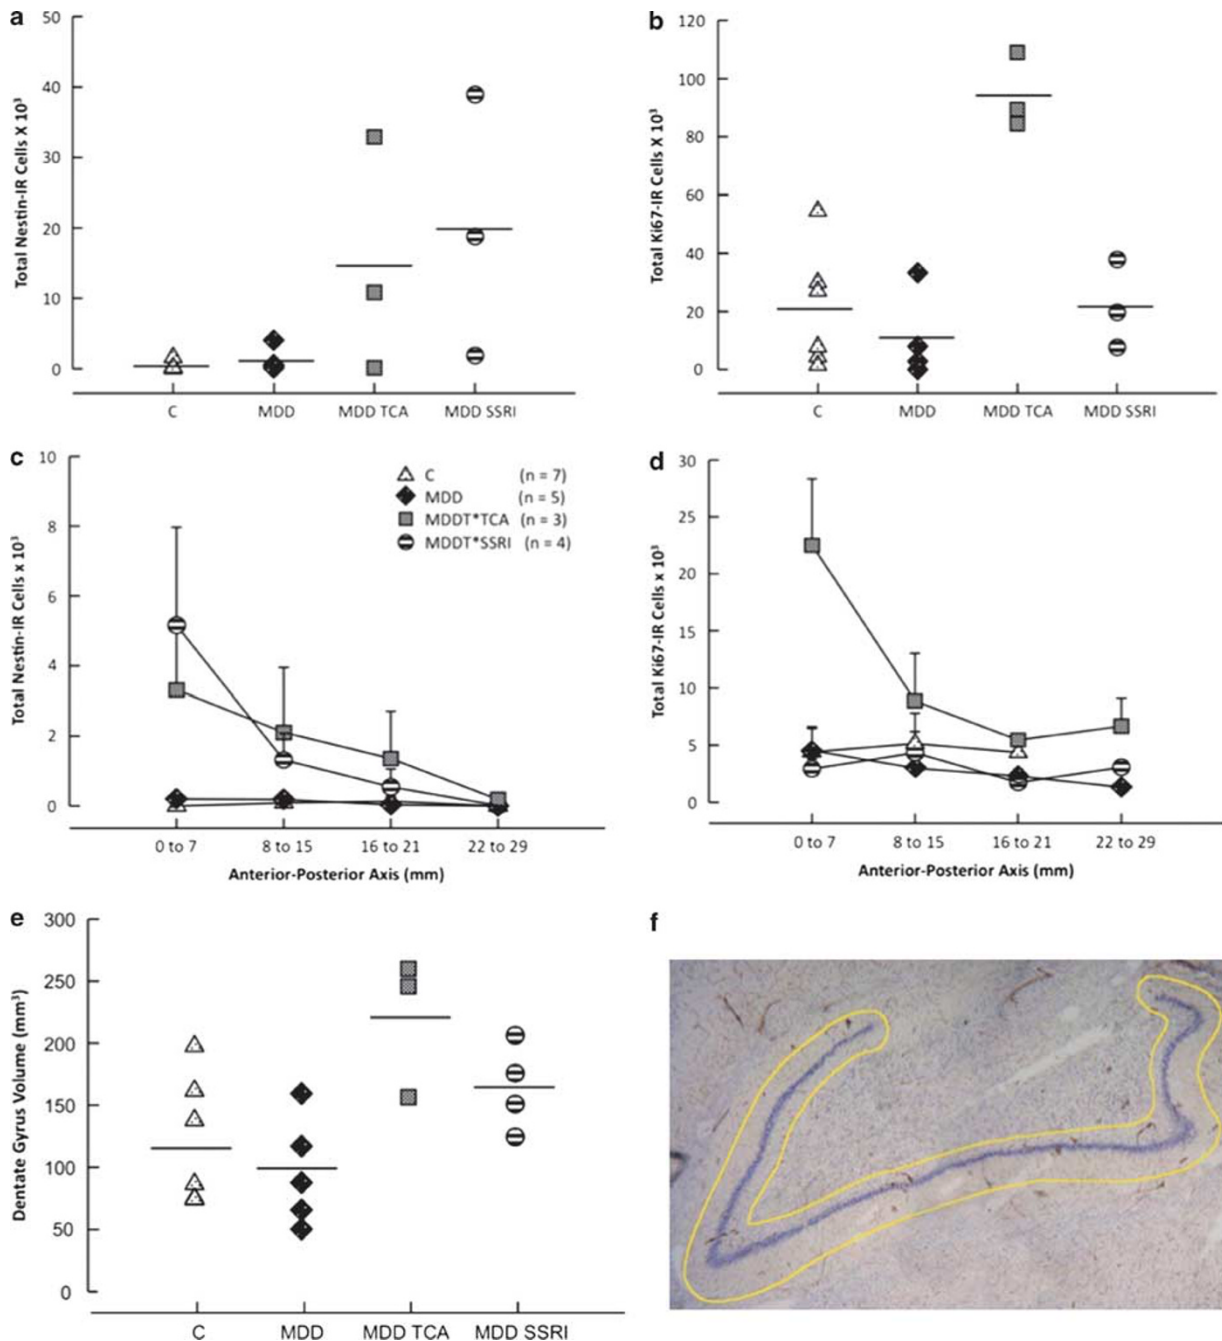 a
50
40
30
20
10
0
Total Nestin-IR Cells X 10³
C MDD MDD TCA MDD SSRI
b
120
100
80
60
40
20
0
Total Ki67-IR Cells X 10³
C MDD MDD TCA MDD SSRI
c
10
8
6
4
2
0
Total Nestin-IR Cells x 10³
C (n = 7)
MDD (n = 5)
MDDT*TCA (n = 3)
MDDT*SSRI (n = 4)
0 to 7 8 to 15 16 to 21 22 to 29
Anterior-Posterior Axis (mm)
d
30
25
20
15
10
5
0
Total Ki67-IR Cells x 10³
0 to 7 8 to 15 16 to 21 22 to 29
Anterior-Posterior Axis (mm)
e
300
250
200
150
100
50
0
Dentate Gyrus Volume (mm³)
C MDD MDD TCA MDD SSRI
f